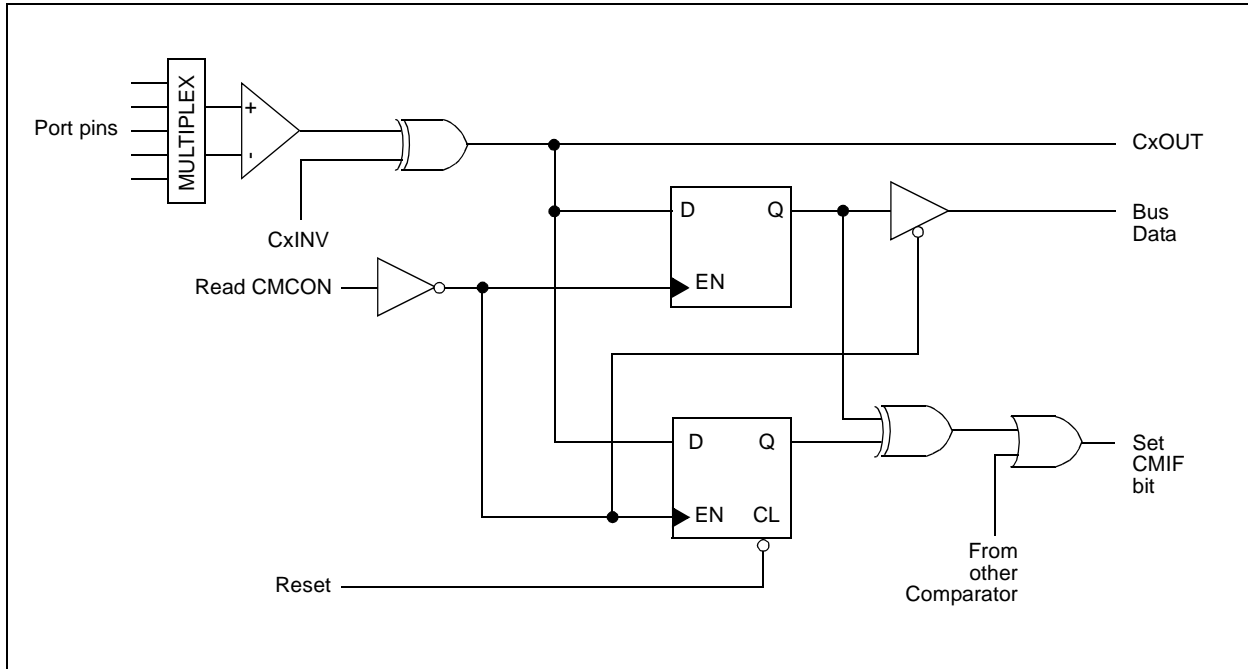 MULTIPLEX
Port pins
+
-
CxINV
CxOUT
D
Q
EN
Bus
Data
Read CMCON
D
Q
EN
CL
Set
CMIF
bit
From
other
Comparator
Reset